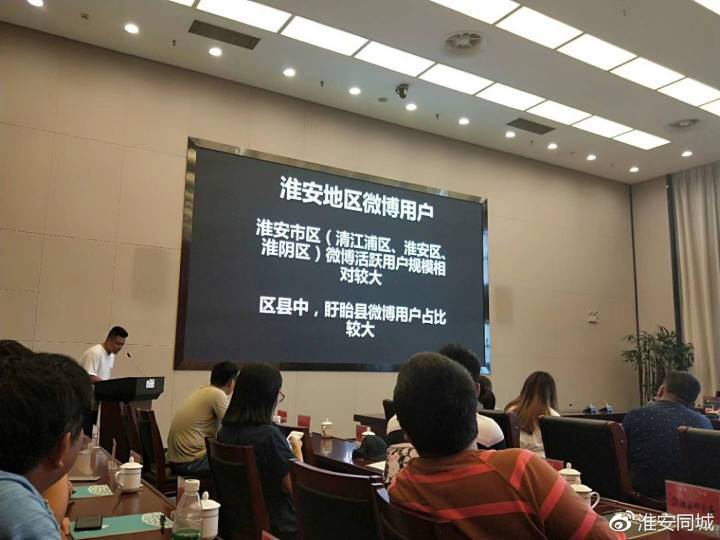 淮安地区微博用户
淮安市区（清江浦区、淮安区、
淮阴区）微博活跃用户规模相
对较大
区县中，盱眙县微博用户占比
较大
淮安同城